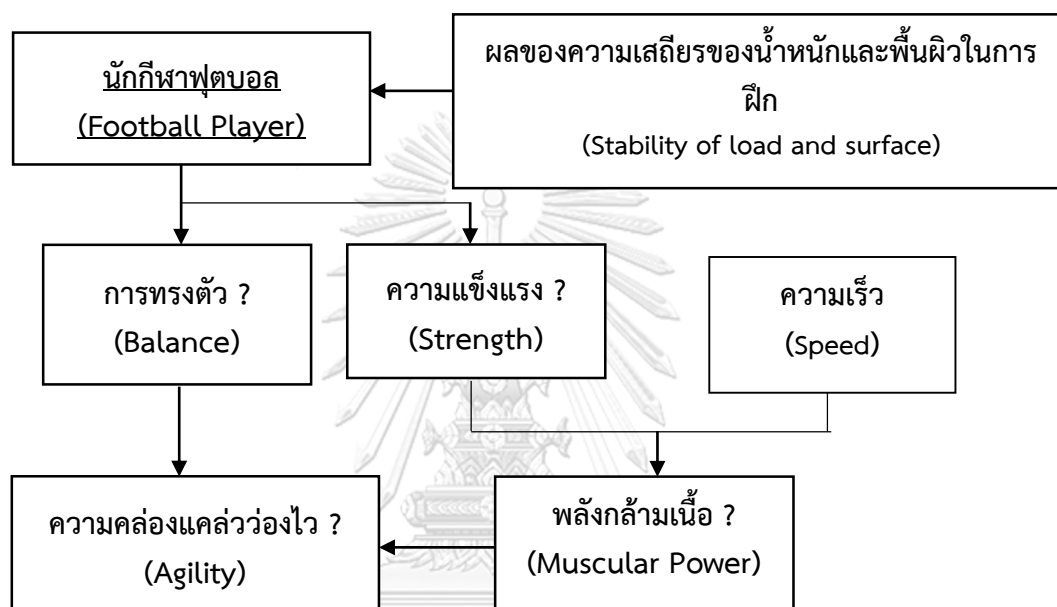 นักกีฬาฟุตบอล
(Football Player)
ผลของความเสถียรของน้ำหนักและพื้นผิวในการ
ฝึก
(Stability of load and surface)
การทรงตัว ?
(Balance)
ความแข็งแรง ?
(Strength)
ความเร็ว
(Speed)
ความคล่องแคล่วว่องไว ?
(Agility)
พลังกล้ามเนื้อ ?
(Muscular Power)